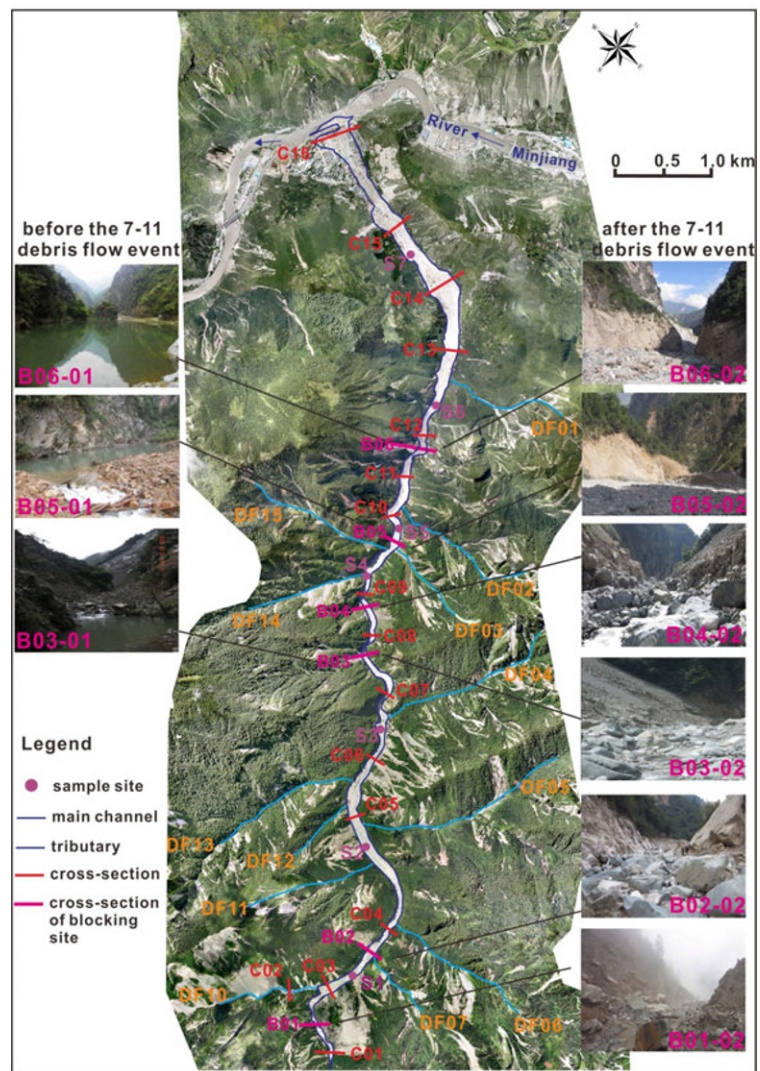 River
Minjiang
0 1.0 km
C16
before the 7-11
debris flow event
after the 7-11
debris flow event
C15
S7
C14
C13
B06-01
B06-02
S6
DF01
C12
B06
C11
B05-01
B05-02
DF15
C10
B05
S5
S4
DF02
C09
B04
DF14
DF03
B03-01
B04-02
C08
B03
DF04
C07
Legend
S3
B03-02
C06
sample site
DF05
main channel
C05
tributary
DF13
DF12
S2
cross-section
DF11
B02-02
cross-section
of blocking
site
C04
B02
C02
C03
S1
DF10
DF07
DF06
B01
B01-02
C01